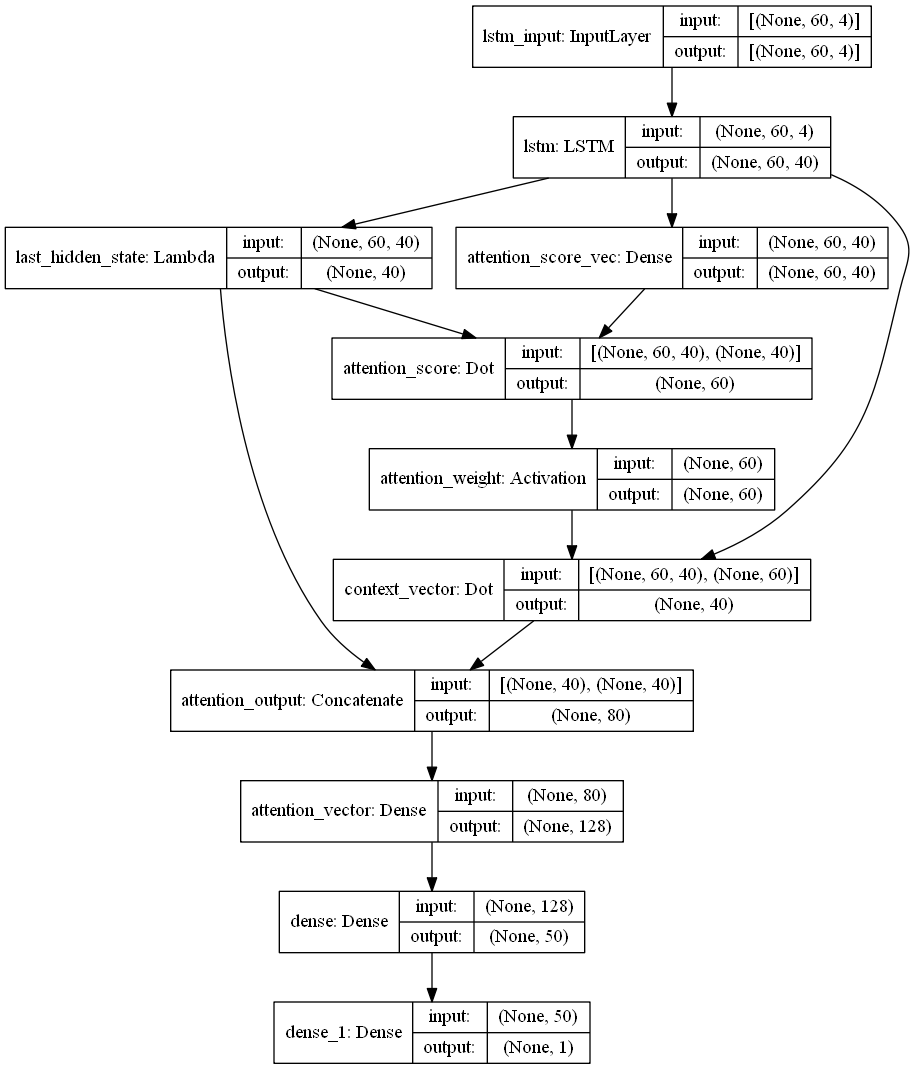 lstm_input: InputLayer
input:
[(None, 60, 4)]
output:
[(None, 60, 4)]
lstm: LSTM
input:
(None, 60, 4)
output:
(None, 60, 40)
last_hidden_state: Lambda
input:
(None, 60, 40)
output:
(None, 40)
attention_score_vec: Dense
input:
(None, 60, 40)
output:
(None, 60, 40)
attention_score: Dot
input:
[(None, 60, 40), (None, 40)]
output:
(None, 60)
attention_weight: Activation
input:
(None, 60)
output:
(None, 60)
context_vector: Dot
input:
[(None, 60, 40), (None, 60)]
output:
(None, 40)
attention_output: Concatenate
input:
[(None, 40), (None, 40)]
output:
(None, 80)
attention_vector: Dense
input:
(None, 80)
output:
(None, 128)
dense: Dense
input:
(None, 128)
output:
(None, 50)
dense_1: Dense
input:
(None, 50)
output:
(None, 1)